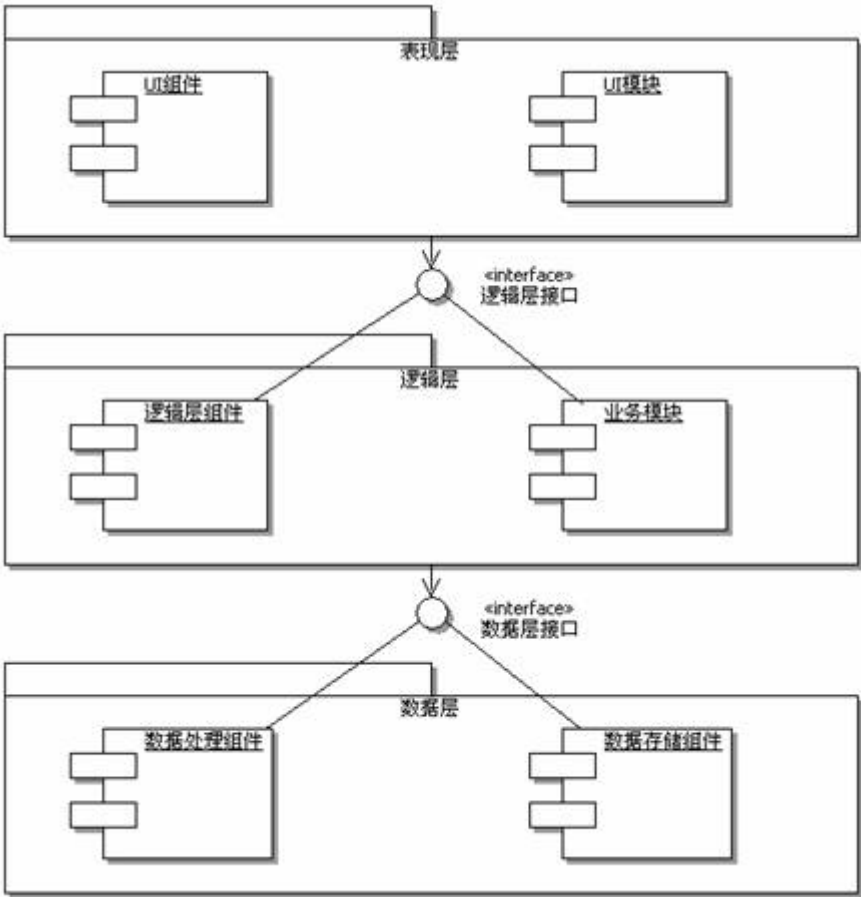 表现层
UI组件
UI模块
«interface»
逻辑层接口
逻辑层
逻辑层组件
业务模块
«interface»
数据层接口
数据层
数据处理组件
数据存储组件